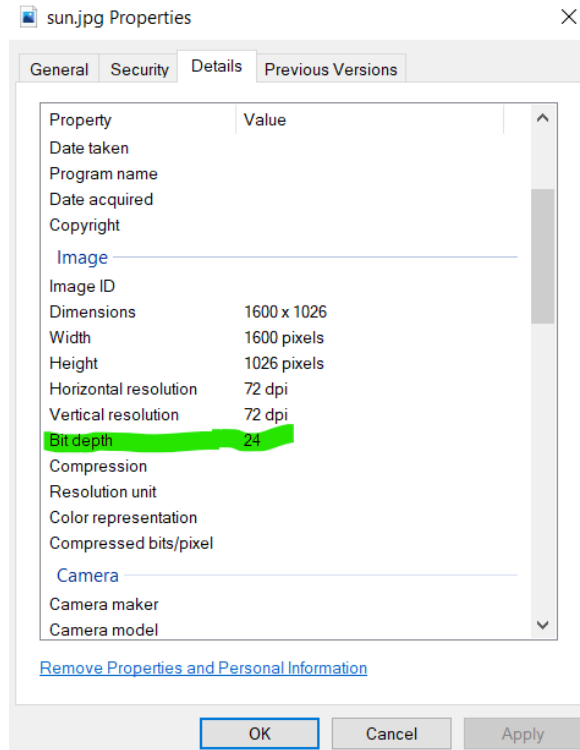 sun.jpg Properties
General Security Details Previous Versions
Property Value
Date taken
Program name
Date acquired
Copyright
Image
Image ID
Dimensions 1600 x 1026
Width 1600 pixels
Height 1026 pixels
Horizontal resolution 72 dpi
Vertical resolution 72 dpi
Bit depth 24
Compression
Resolution unit
Color representation
Compressed bits/pixel
Camera
Camera maker
Camera model
Remove Properties and Personal Information
OK Cancel Apply